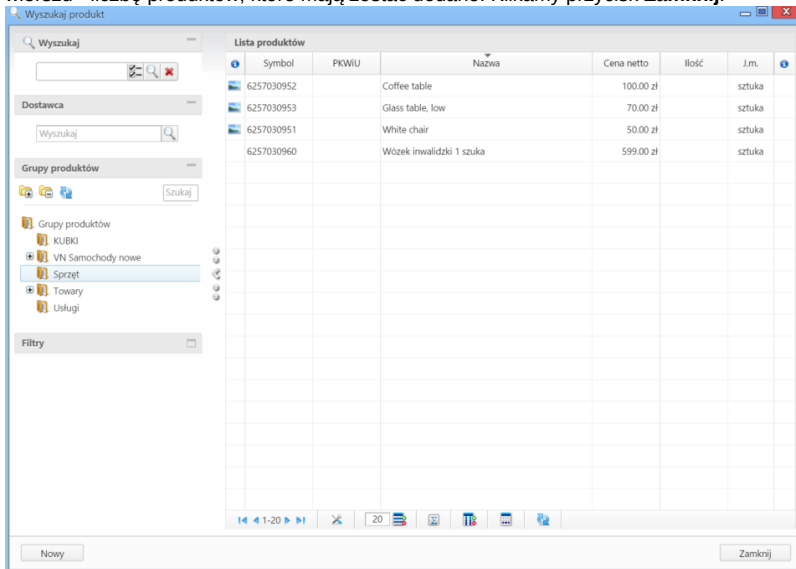 wierszu - liczbę produktów, które mają zostać dodane. Klikamy przycisk Zamknij.
Wyszukaj produkt
Wyszukaj
Dostawca
Wyszukaj
Grupy produktów
Szukaj
Grupy produktów
KUBKI
VN Samochody nowe
Sprzęt
Towary
Usługi
Filtry
Lista produktów
Symbol PKWiU Nazwa Cena netto Ilość J.m.
6257030952 Coffee table 100.00 zł sztuka
6257030953 Glass table, low 70.00 zł sztuka
6257030951 White chair 50.00 zł sztuka
6257030960 Wózek inwalidzki 1 szuka 599.00 zł sztuka
1-20 20
Nowy Zamknij